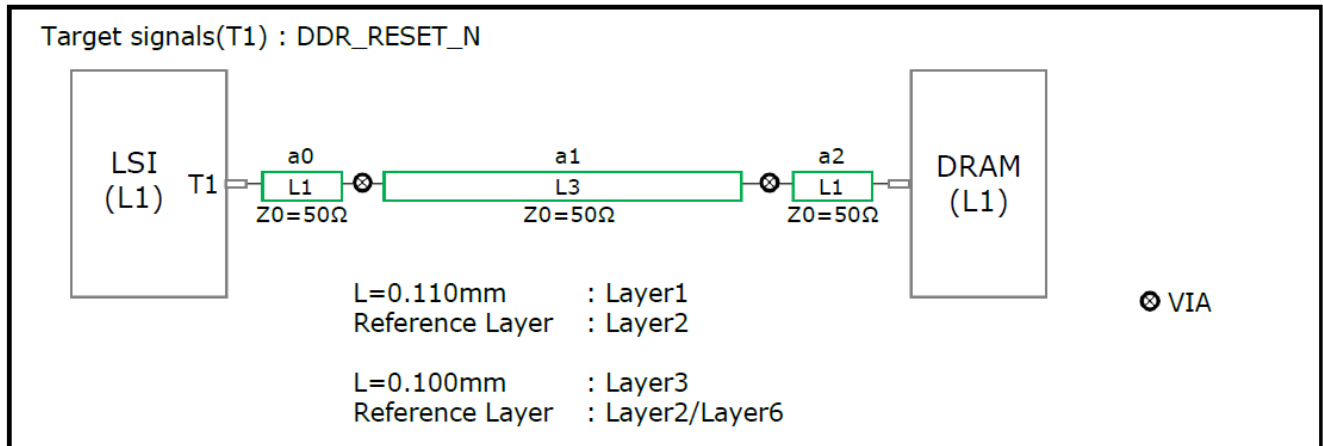 Target signals(T1) : DDR_RESET_N
LSI
(L1)
T1
a0
L1
Z0=50Ω
a1
L3
Z0=50Ω
a2
L1
Z0=50Ω
DRAM
(L1)
L=0.110mm : Layer1
Reference Layer : Layer2
VIA
L=0.100mm : Layer3
Reference Layer : Layer2/Layer6